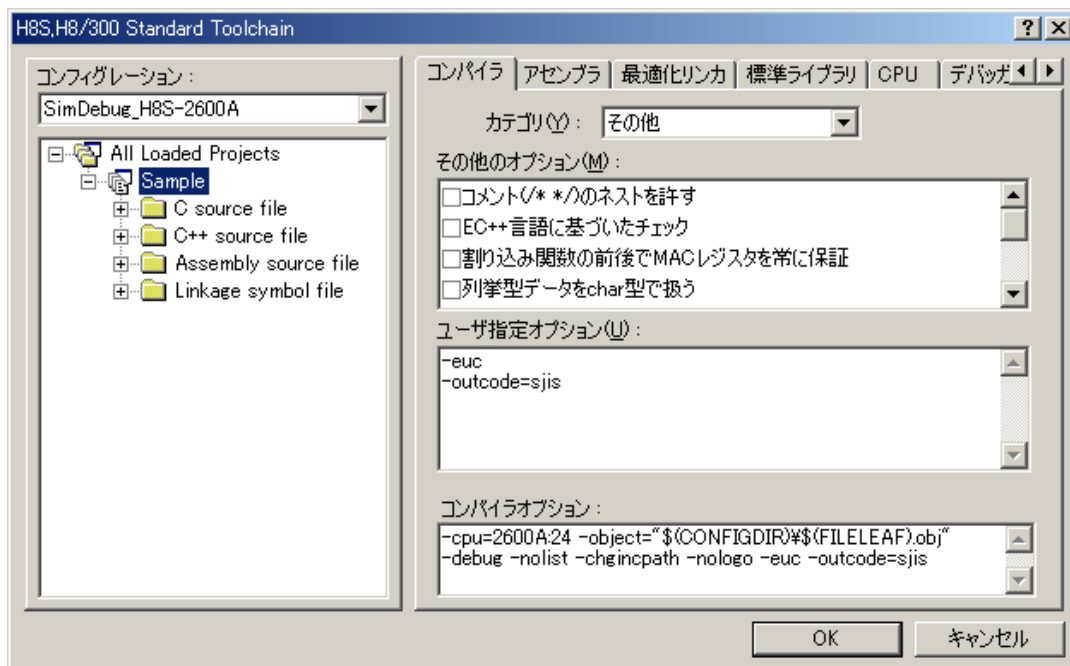 H8S,H8/300 Standard Toolchain
コンフィグレーション :
SimDebug_H8S-2600A
All Loaded Projects
Sample
C source file
C++ source file
Assembly source file
Linkage symbol file
コンパイラ アセンブラ 最適化リンカ 標準ライブラリ CPU デバッガ
カテゴリ(Y) : その他
その他のオプション(M) :
コメント(/* */)のネストを許す
EC++言語に基づいたチェック
割り込み関数の前後でMACレジスタを常に保証
列挙型データをchar型で扱う
ユーザ指定オプション(U) :
-euc
-outcode=sjis
コンパイラオプション :
-cpu=2600A:24 -object="$(CONFIGDIR)¥$(FILELEAF).obj"
-debug -nolist -chgincpath -nologo -euc -outcode=sjis
OK キャンセル